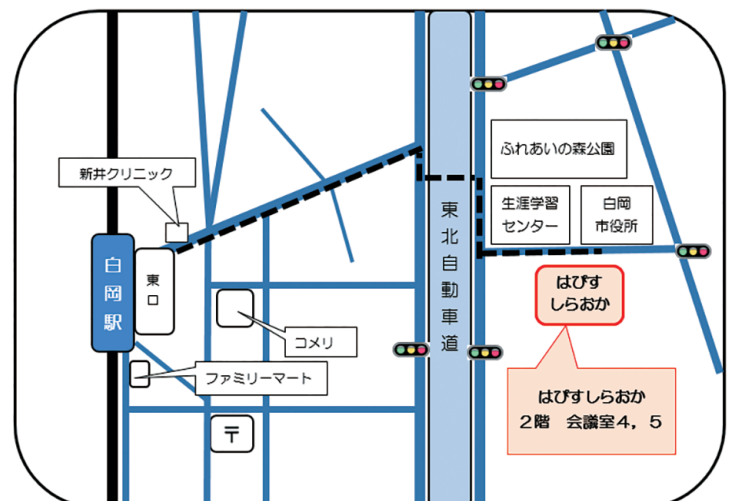 ふれあいの森公園
新井クリニック
生涯学習
センター
白岡
市役所
東北自動車道
白岡駅
東口
はぴす
しらおか
コメリ
ファミリーマート
はぴすしらおか
2階 会議室4，5
〒